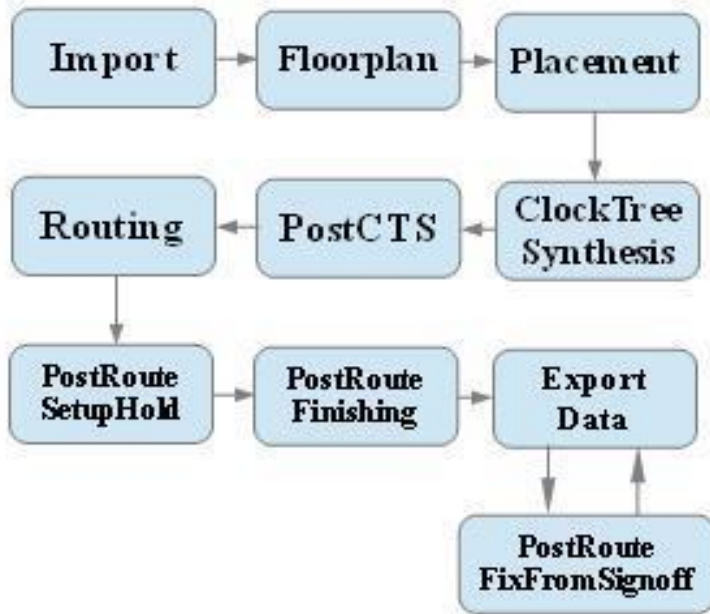 Import
Floorplan
Placement
ClockTree
Synthesis
PostCTS
Routing
PostRoute
SetupHold
PostRoute
Finishing
Export
Data
PostRoute
FixFromSignoff